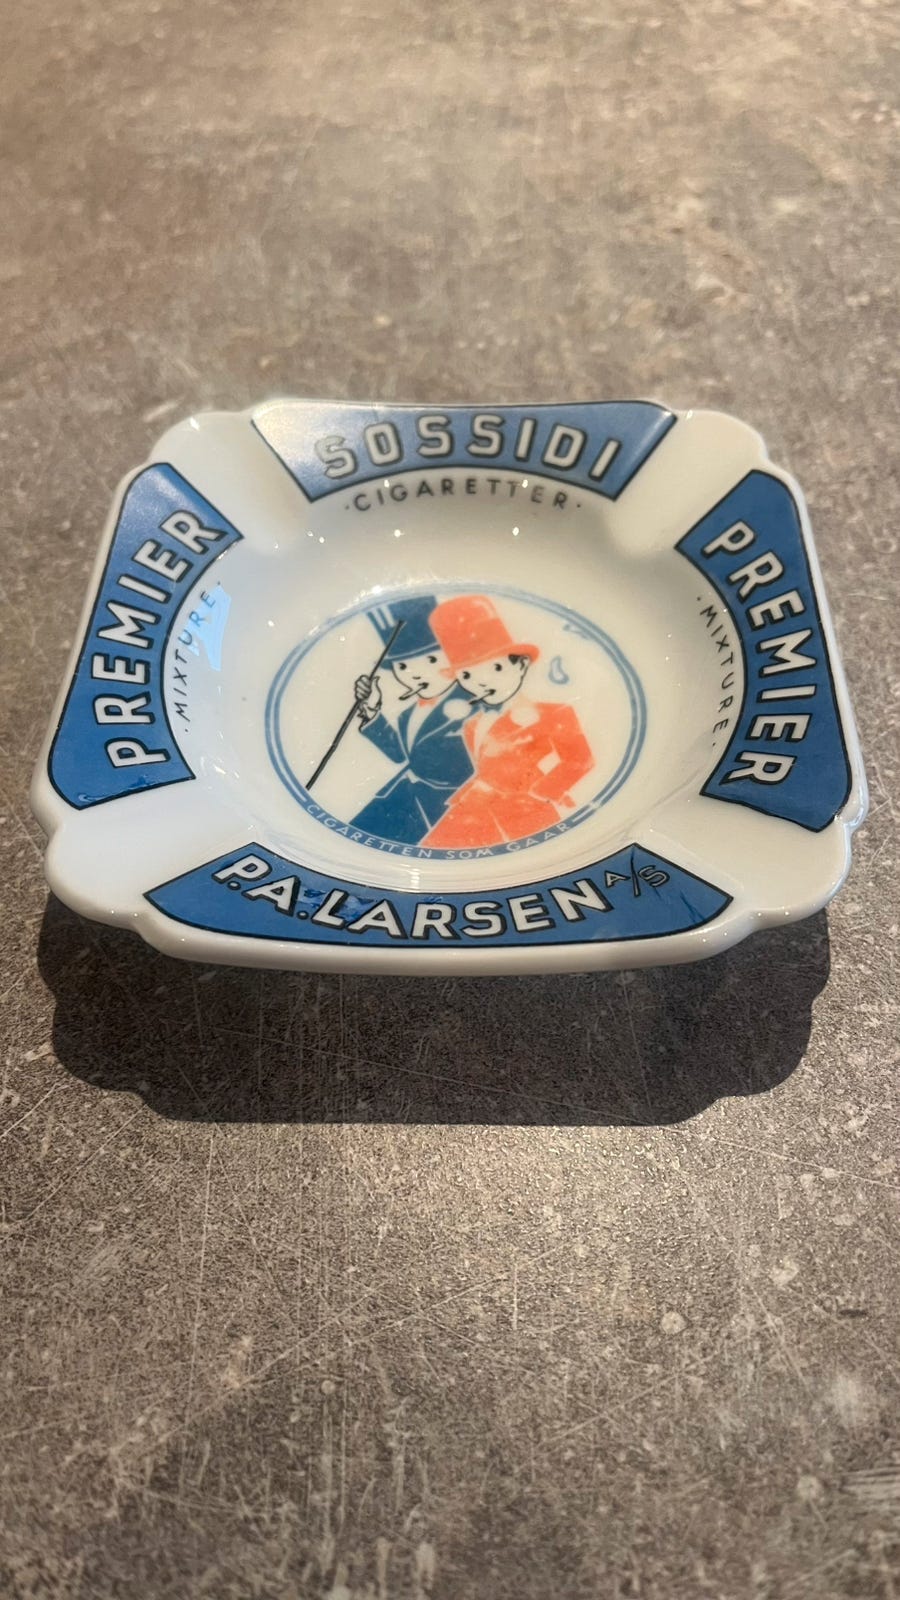 SOSSIDI
·CIGARETTER·
PREMIER
·MIXTURE·
PREMIER
·MIXTURE·
CIGARETTEN SOM GAAR
P.A. LARSEN A/S